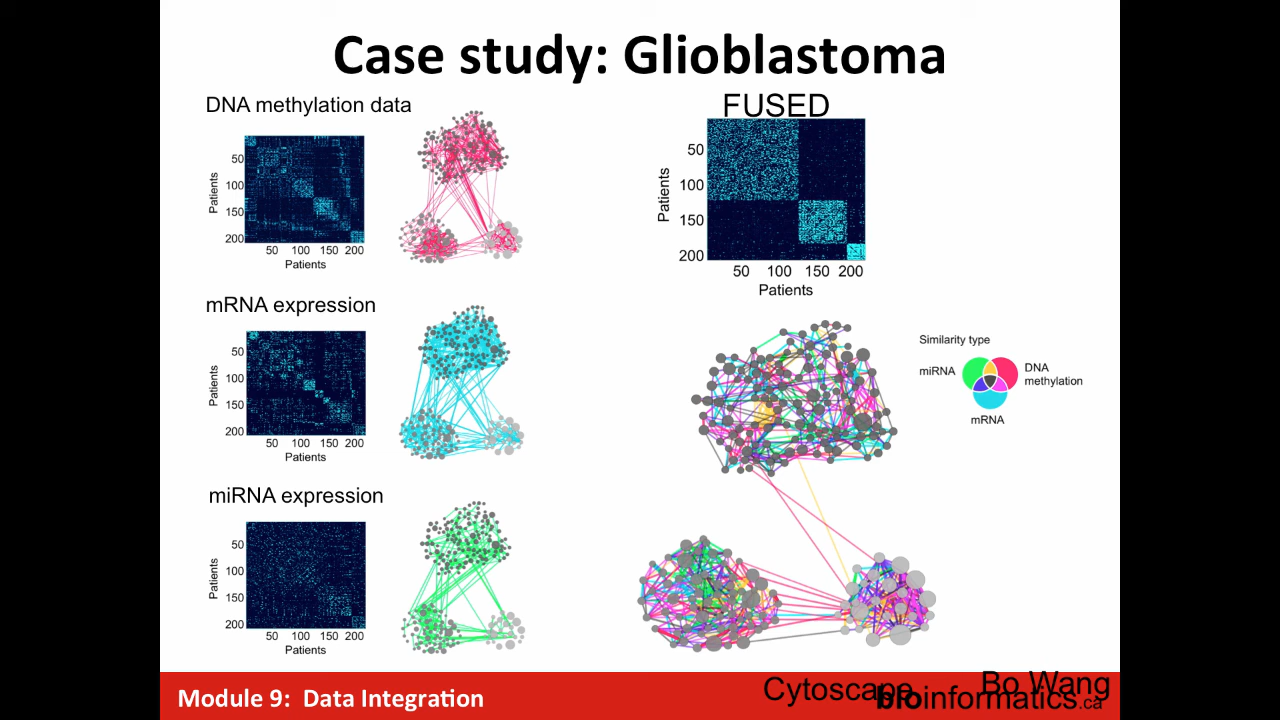 Case study: Glioblastoma
DNA methylation data
Patients
50
100
150
200
50 100 150 200
Patients
mRNA expression
Patients
50
100
150
200
50 100 150 200
Patients
miRNA expression
Patients
50
100
150
200
50 100 150 200
Patients
FUSED
Patients
50
100
150
200
50 100 150 200
Patients
Similarity type
miRNA
DNA
methylation
mRNA
Module 9: Data Integration
Cytoscape
Bo Wang
bioinformatics.ca